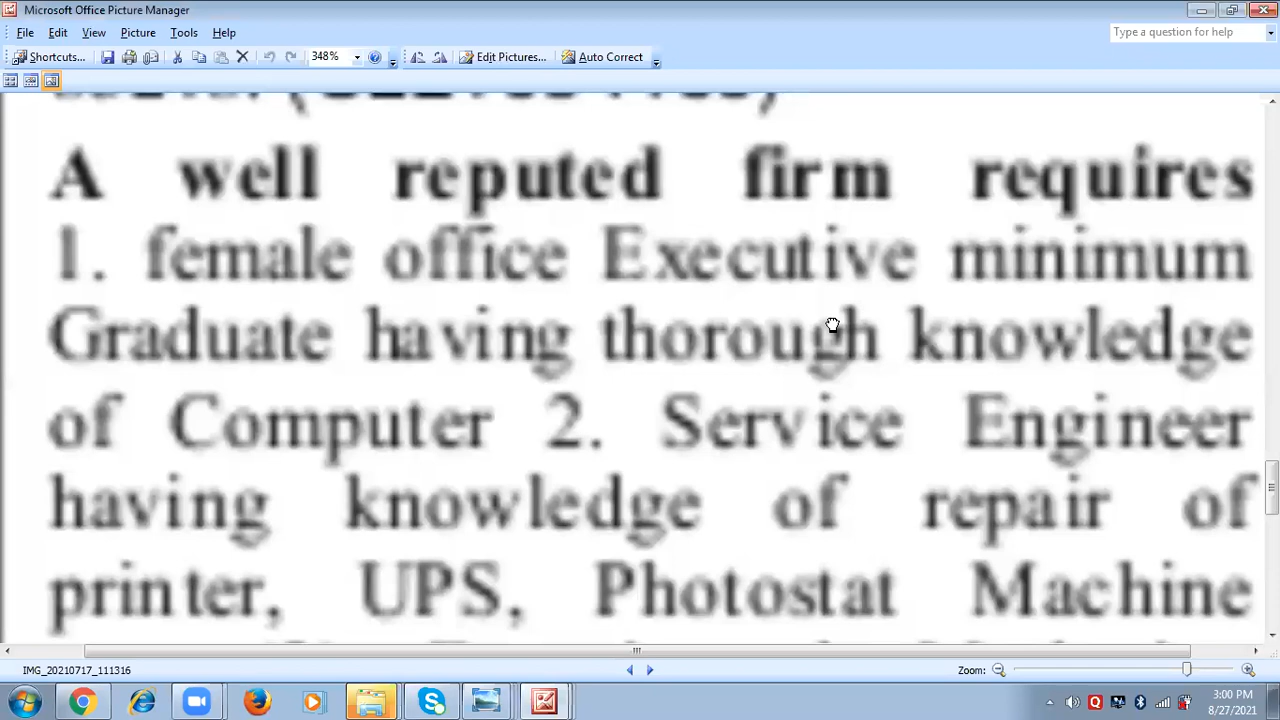 Microsoft Office Picture Manager
File Edit View Picture Tools Help
Type a question for help
Shortcuts... 348% Edit Pictures... Auto Correct
A well reputed firm requires
1. female office Executive minimum
Graduate having thorough knowledge
of Computer 2. Service Engineer
having knowledge of repair of
printer, UPS, Photostat Machine
IMG_20210717_111316
Zoom:
3:00 PM
8/27/2021